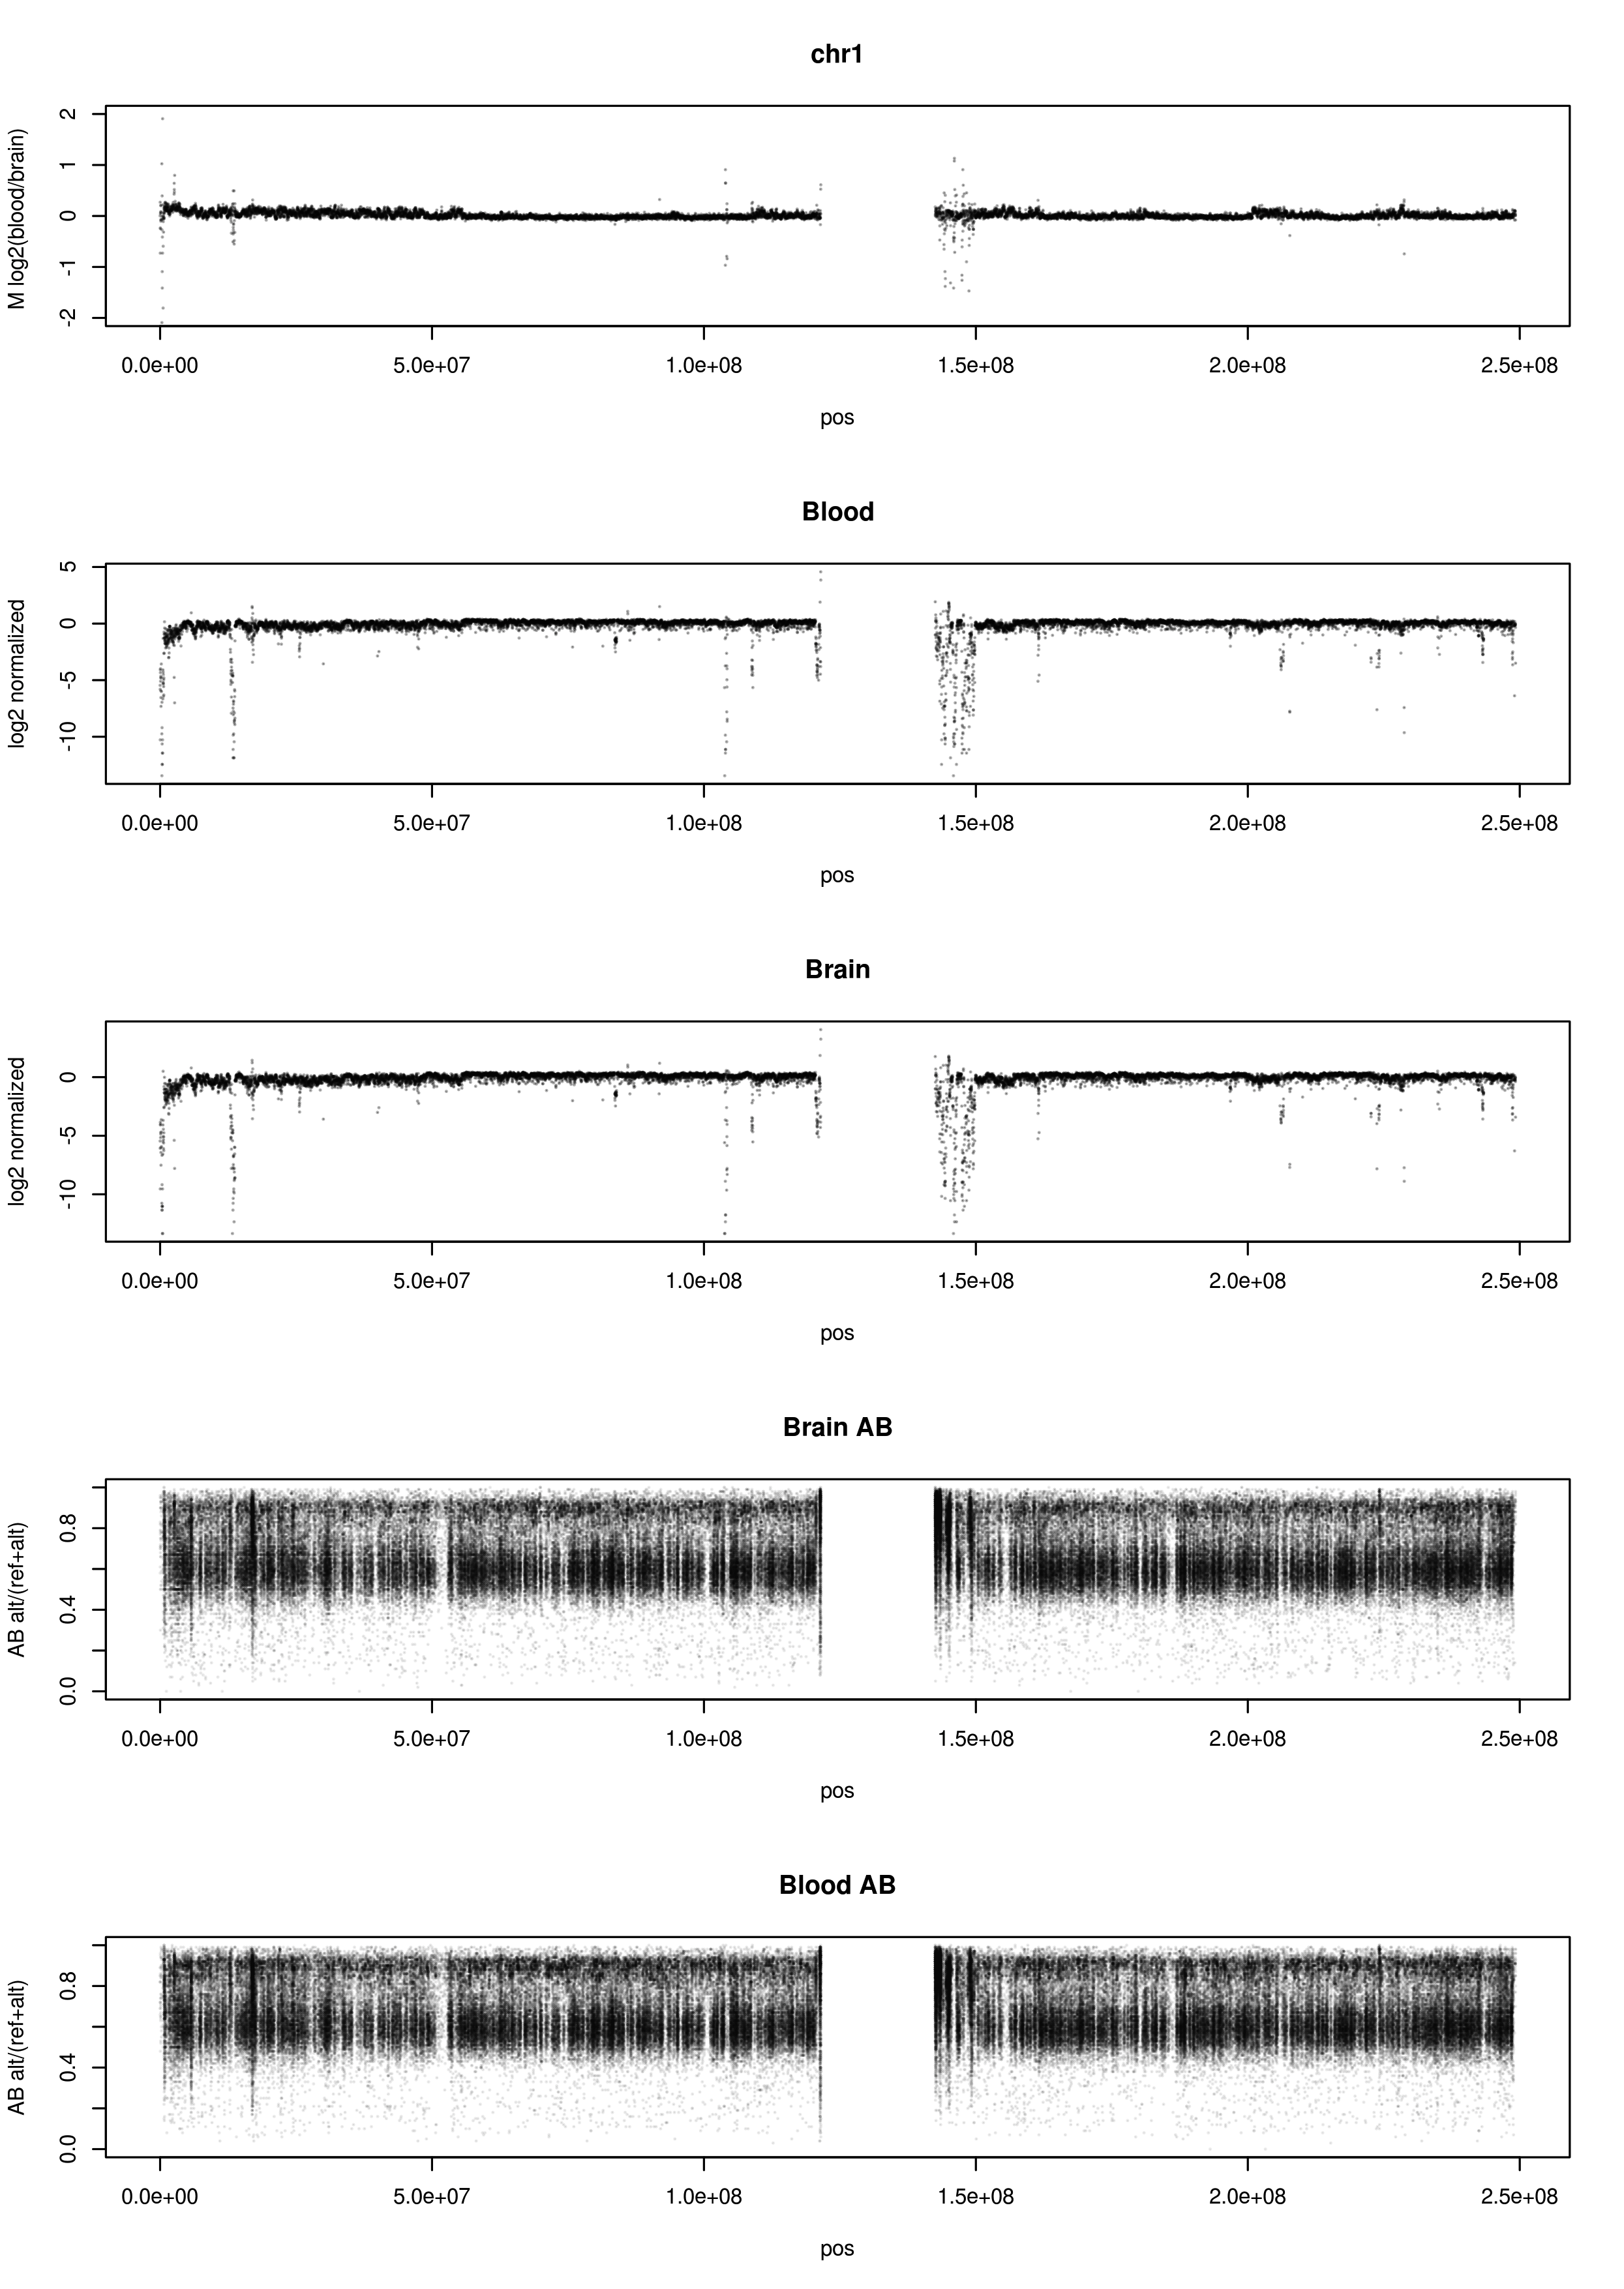 chr1
M log2(blood/brain)
2
1
0
-1
-2
0.0e+00 5.0e+07 1.0e+08 1.5e+08 2.0e+08 2.5e+08
pos
Blood
log2 normalized
5
0
-5
-10
0.0e+00 5.0e+07 1.0e+08 1.5e+08 2.0e+08 2.5e+08
pos
Brain
log2 normalized
0
-5
-10
0.0e+00 5.0e+07 1.0e+08 1.5e+08 2.0e+08 2.5e+08
pos
Brain AB
AB alt/(ref+alt)
0.8
0.4
0.0
0.0e+00 5.0e+07 1.0e+08 1.5e+08 2.0e+08 2.5e+08
pos
Blood AB
AB alt/(ref+alt)
0.8
0.4
0.0
0.0e+00 5.0e+07 1.0e+08 1.5e+08 2.0e+08 2.5e+08
pos